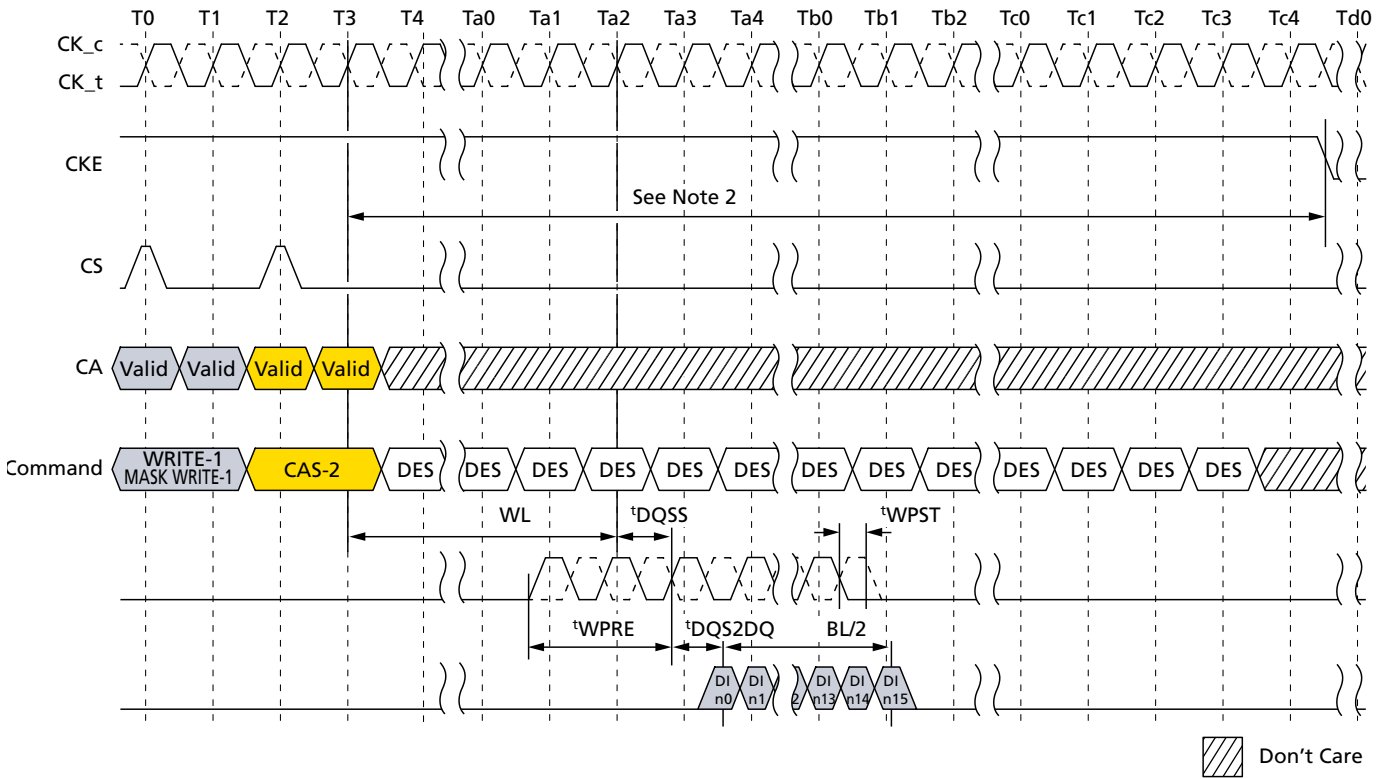 T0 T1 T2 T3 T4 Ta0 Ta1 Ta2 Ta3 Ta4 Tb0 Tb1 Tb2 Tc0 Tc1 Tc2 Tc3 Tc4 Td0
CK_c
CK_t
CKE
See Note 2
CS
CA Valid Valid Valid Valid
Command WRITE-1 MASK WRITE-1 CAS-2 DES DES DES DES DES DES DES DES DES DES DES DES DES
WL tDQSS tWPST
tWPRE tDQS2DQ BL/2
DI n0 DI n1 2 DI n13 DI n14 DI n15
Don't Care